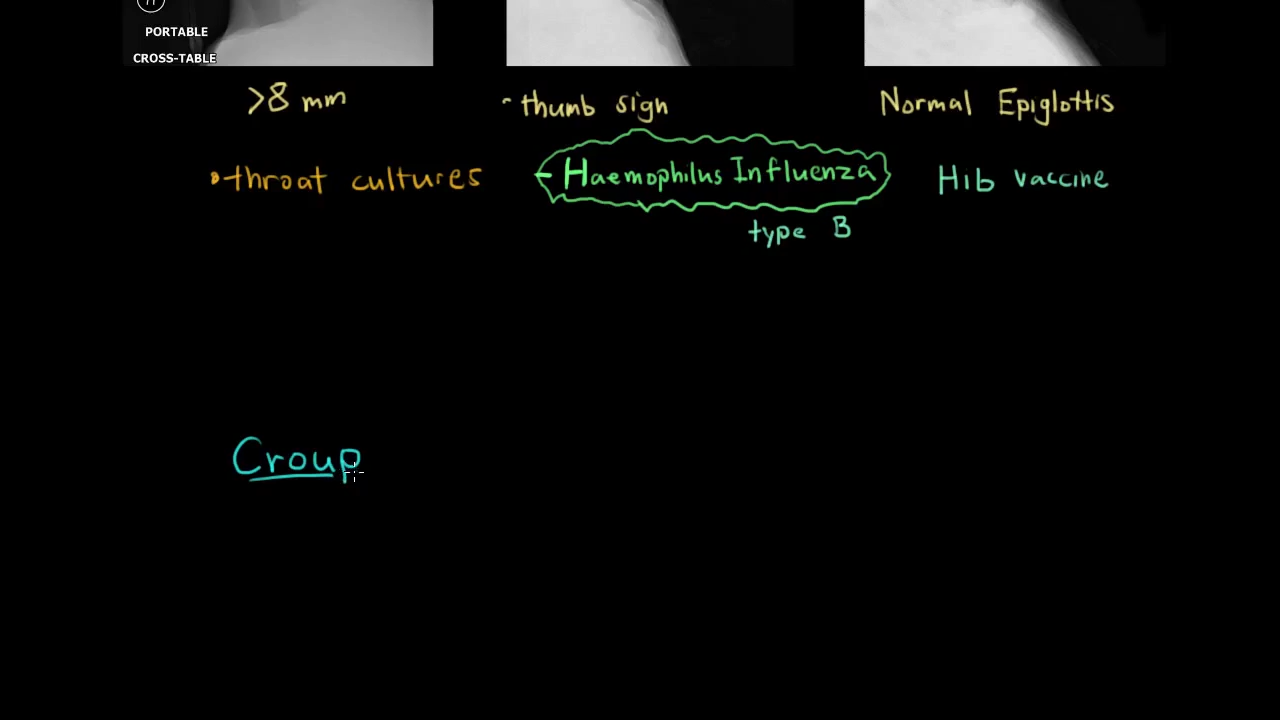 PORTABLE
CROSS-TABLE
>8 mm
- thumb sign
Normal Epiglottis
•throat cultures
- Haemophilus Influenza
HIb vaccine
type B
Croup